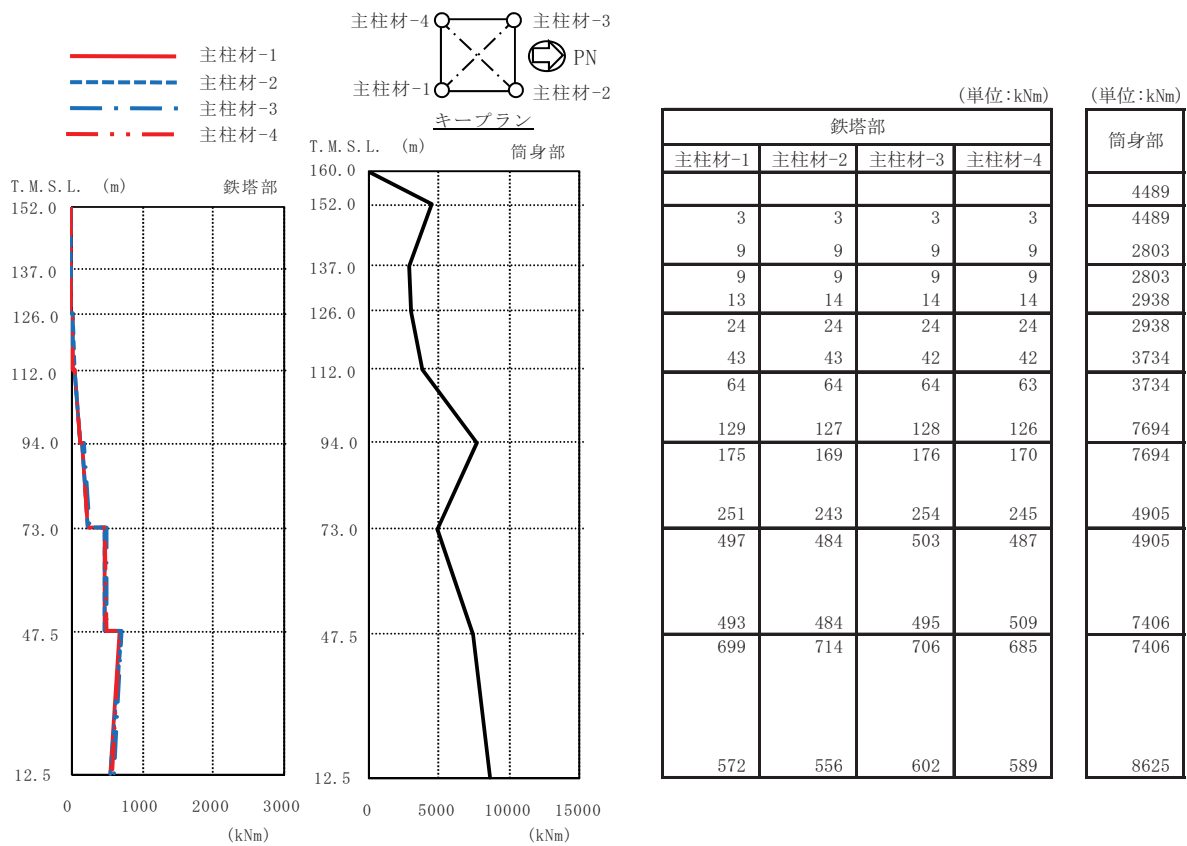 主柱材-4 主柱材-3
PN
主柱材-1 主柱材-2
キープラン
主柱材-1
主柱材-2
主柱材-3
主柱材-4
T.M.S.L. (m) 鉄塔部
152.0
137.0
126.0
112.0
94.0
73.0
47.5
12.5
0 1000 2000 3000
(kNm)
T.M.S.L. (m) 筒身部
160.0
152.0
137.0
126.0
112.0
94.0
73.0
47.5
12.5
0 5000 10000 15000
(kNm)
(単位:kNm)
鉄塔部
主柱材-1 主柱材-2 主柱材-3 主柱材-4
3 3 3 3
9 9 9 9
9 9 9 9
13 14 14 14
24 24 24 24
43 43 42 42
64 64 64 63
129 127 128 126
175 169 176 170
251 243 254 245
497 484 503 487
493 484 495 509
699 714 706 685
572 556 602 589
(単位:kNm)
筒身部
4489
4489
2803
2803
2938
2938
3734
3734
7694
7694
4905
4905
7406
7406
8625